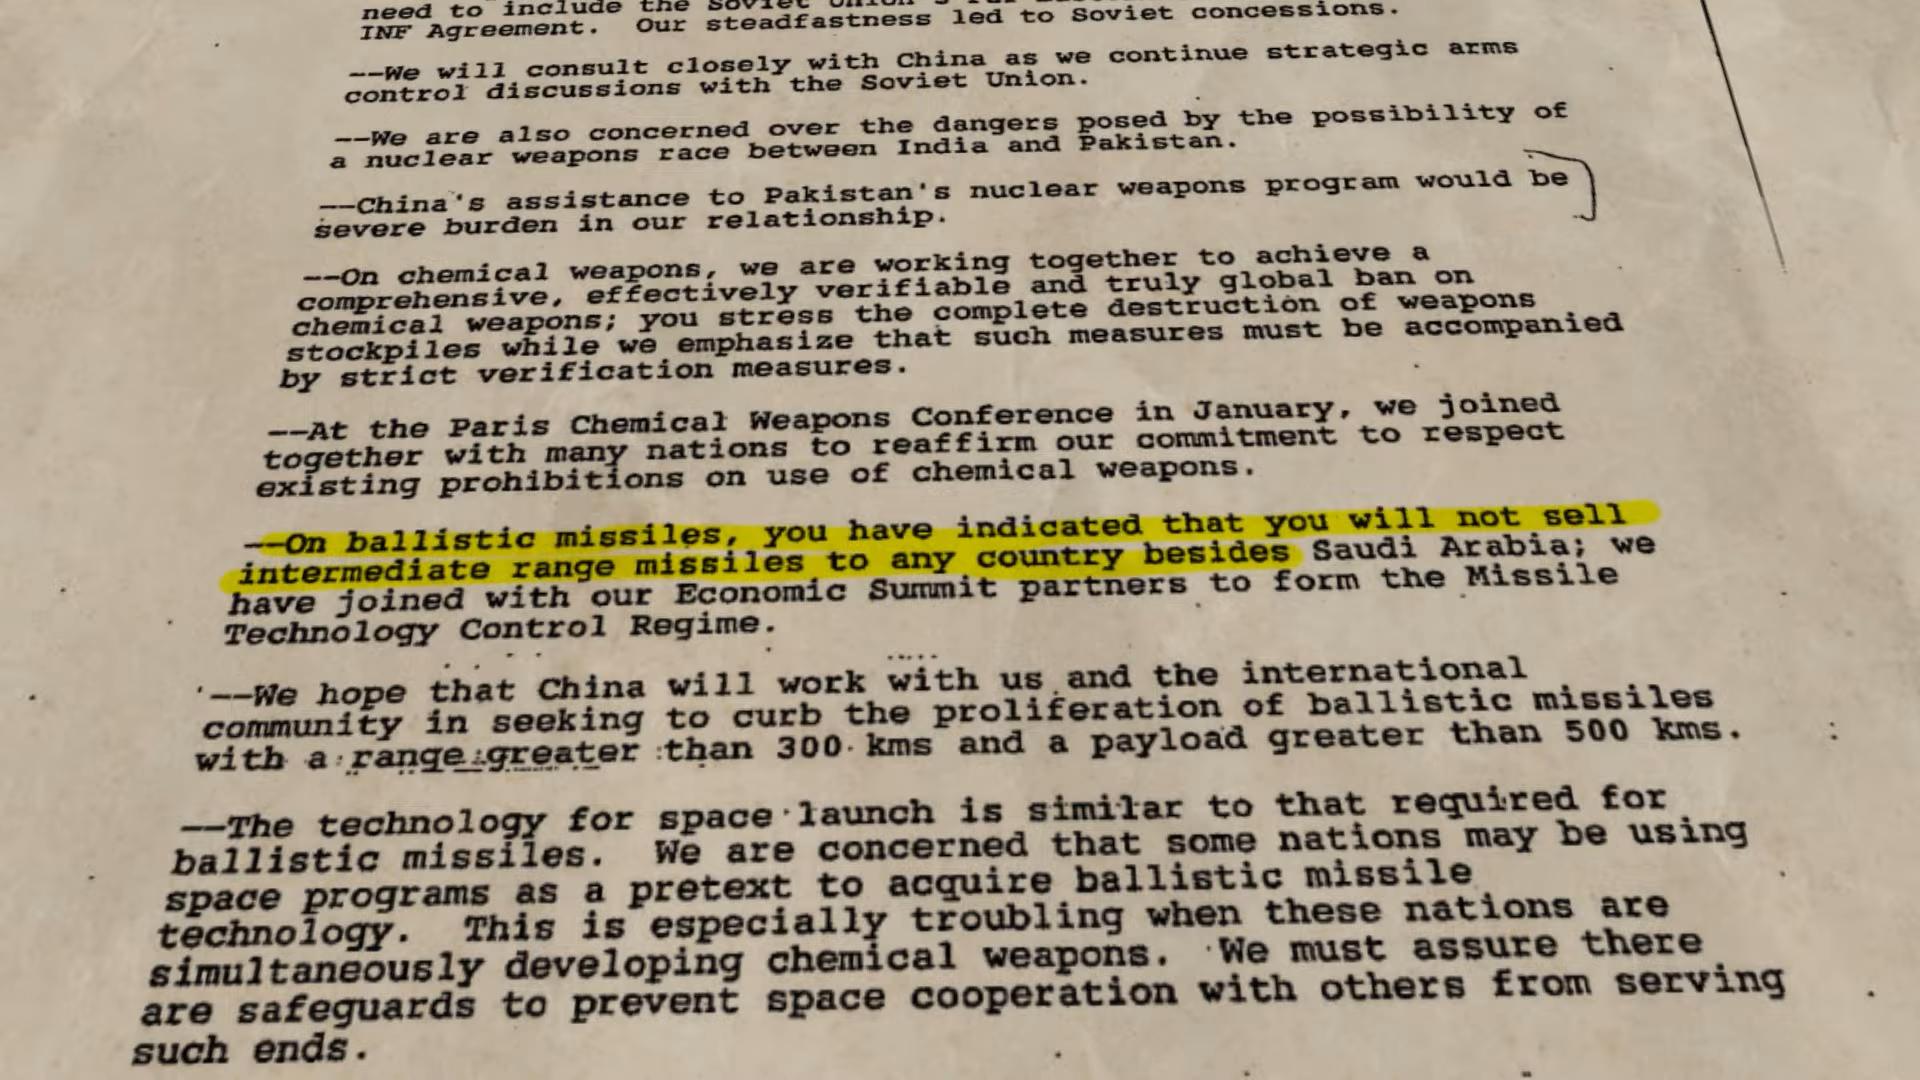 need to include the Soviet Union's
INF Agreement. Our steadfastness led to Soviet concessions.
--We will consult closely with China as we continue strategic arms
control discussions with the Soviet Union.
--We are also concerned over the dangers posed by the possibility of
a nuclear weapons race between India and Pakistan.
--China's assistance to Pakistan's nuclear weapons program would be
severe burden in our relationship.
--On chemical weapons, we are working together to achieve a
comprehensive, effectively verifiable and truly global ban on
chemical weapons; you stress the complete destruction of weapons
stockpiles while we emphasize that such measures must be accompanied
by strict verification measures.
--At the Paris Chemical Weapons Conference in January, we joined
together with many nations to reaffirm our commitment to respect
existing prohibitions on use of chemical weapons.
--On ballistic missiles, you have indicated that you will not sell
intermediate range missiles to any country besides Saudi Arabia; we
have joined with our Economic Summit partners to form the Missile
Technology Control Regime.
--We hope that China will work with us and the international
community in seeking to curb the proliferation of ballistic missiles
with a range greater than 300 kms and a payload greater than 500 kms.
--The technology for space launch is similar to that required for
ballistic missiles. We are concerned that some nations may be using
space programs as a pretext to acquire ballistic missile
technology. This is especially troubling when these nations are
simultaneously developing chemical weapons. We must assure there
are safeguards to prevent space cooperation with others from serving
such ends.